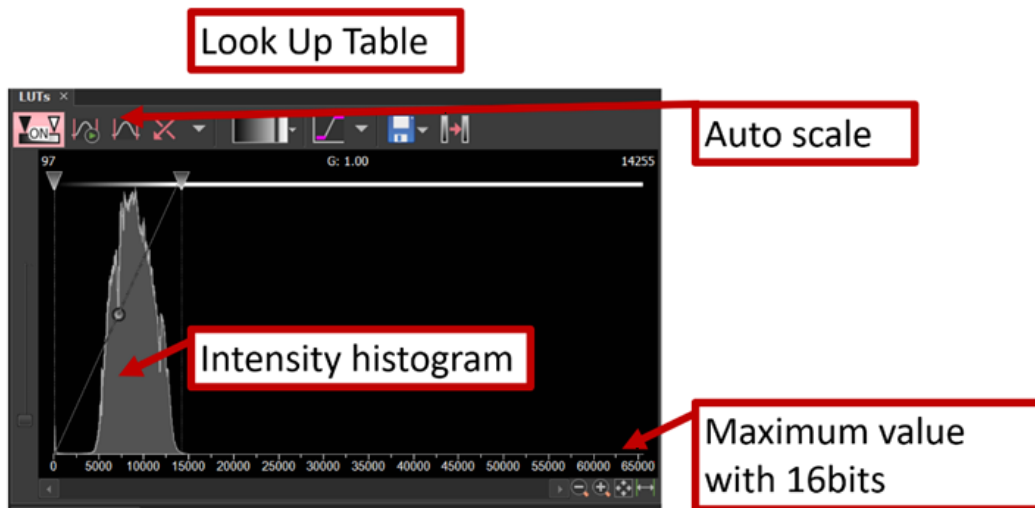 Look Up Table
LUTs ×
ON
Auto scale
97 G: 1.00 14255
Intensity histogram
Maximum value
with 16bits
0 5000 10000 15000 20000 25000 30000 35000 40000 45000 50000 55000 60000 65000